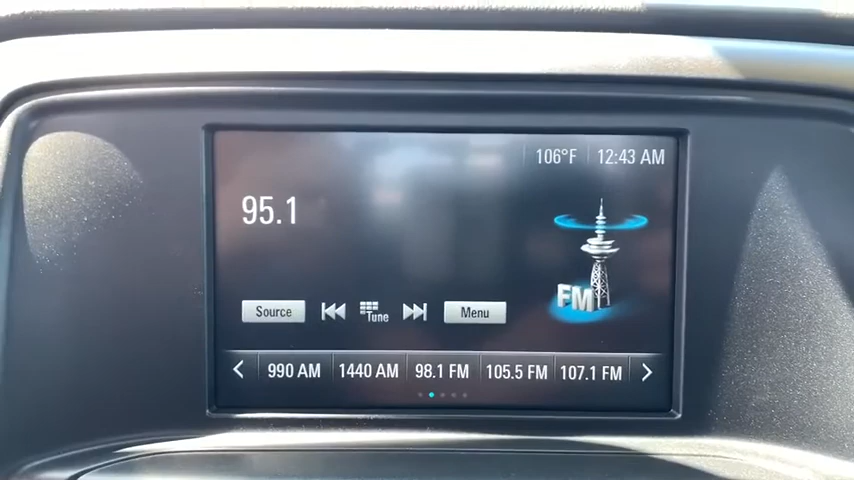 106°F 12:43 AM
95.1
FM
Source Tune Menu
990 AM 1440 AM 98.1 FM 105.5 FM 107.1 FM